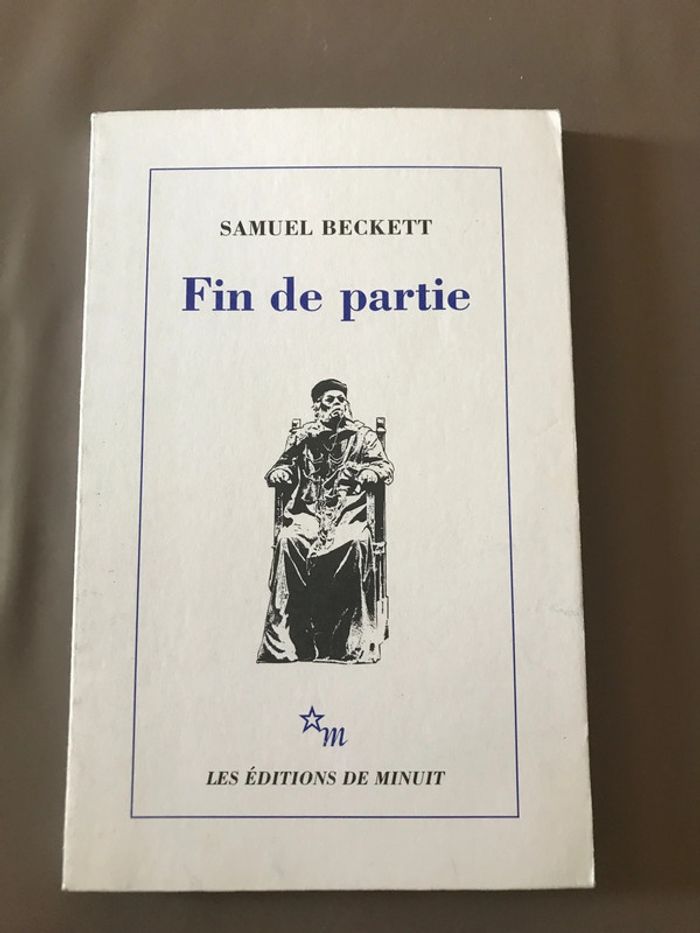 SAMUEL BECKETT
Fin de partie
m
LES ÉDITIONS DE MINUIT